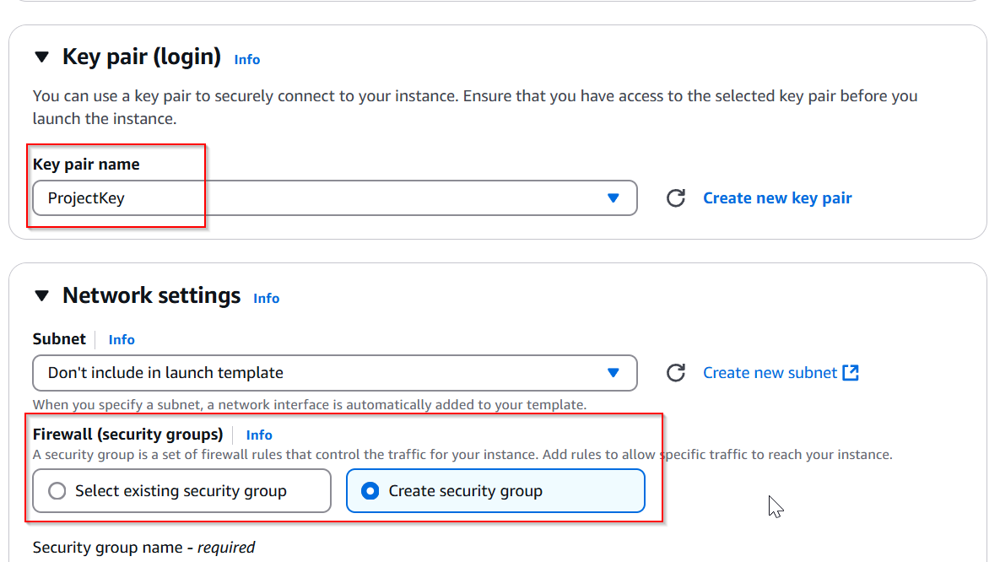 Key pair (login) Info
You can use a key pair to securely connect to your instance. Ensure that you have access to the selected key pair before you
launch the instance.
Key pair name
ProjectKey
Create new key pair
Network settings Info
Subnet Info
Don't include in launch template
Create new subnet
When you specify a subnet, a network interface is automatically added to your template.
Firewall (security groups) Info
A security group is a set of firewall rules that control the traffic for your instance. Add rules to allow specific traffic to reach your instance.
Select existing security group
Create security group
Security group name - required